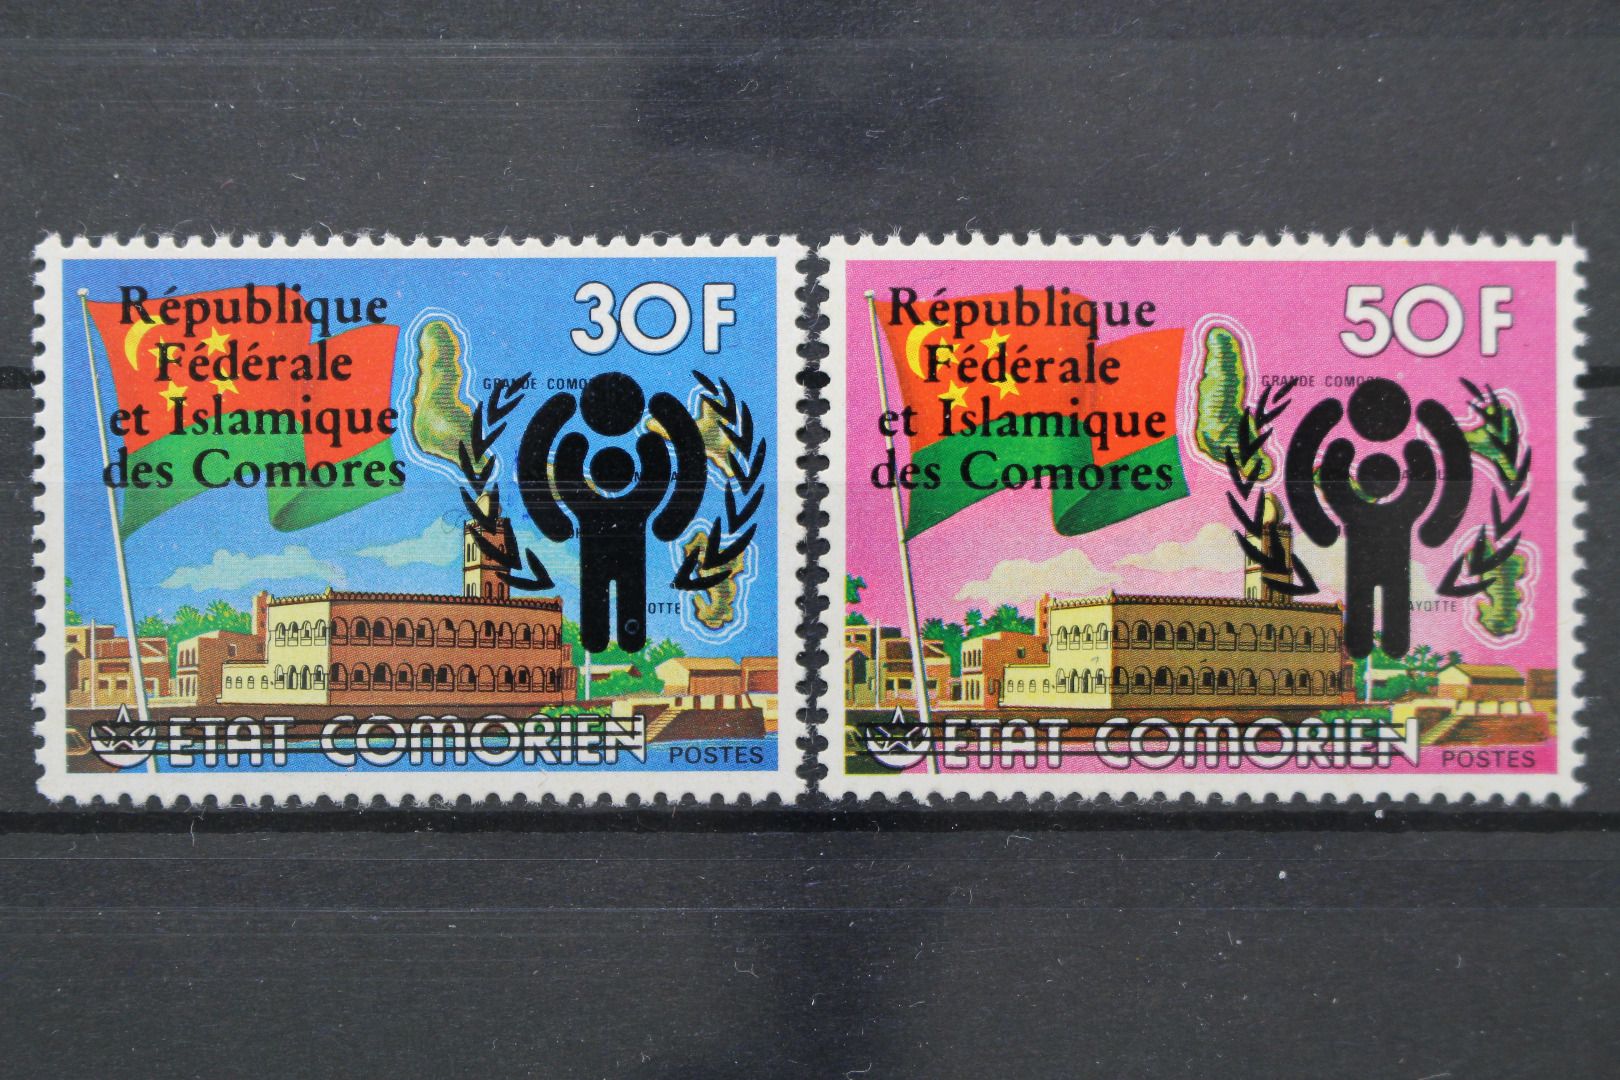 30F
République
Fédérale
et Islamique
des Comores
GRANDE COMORE
ETAT COMORIEN
POSTES
50F
République
Fédérale
et Islamique
des Comores
GRANDE COMORE
ETAT COMORIEN
POSTES